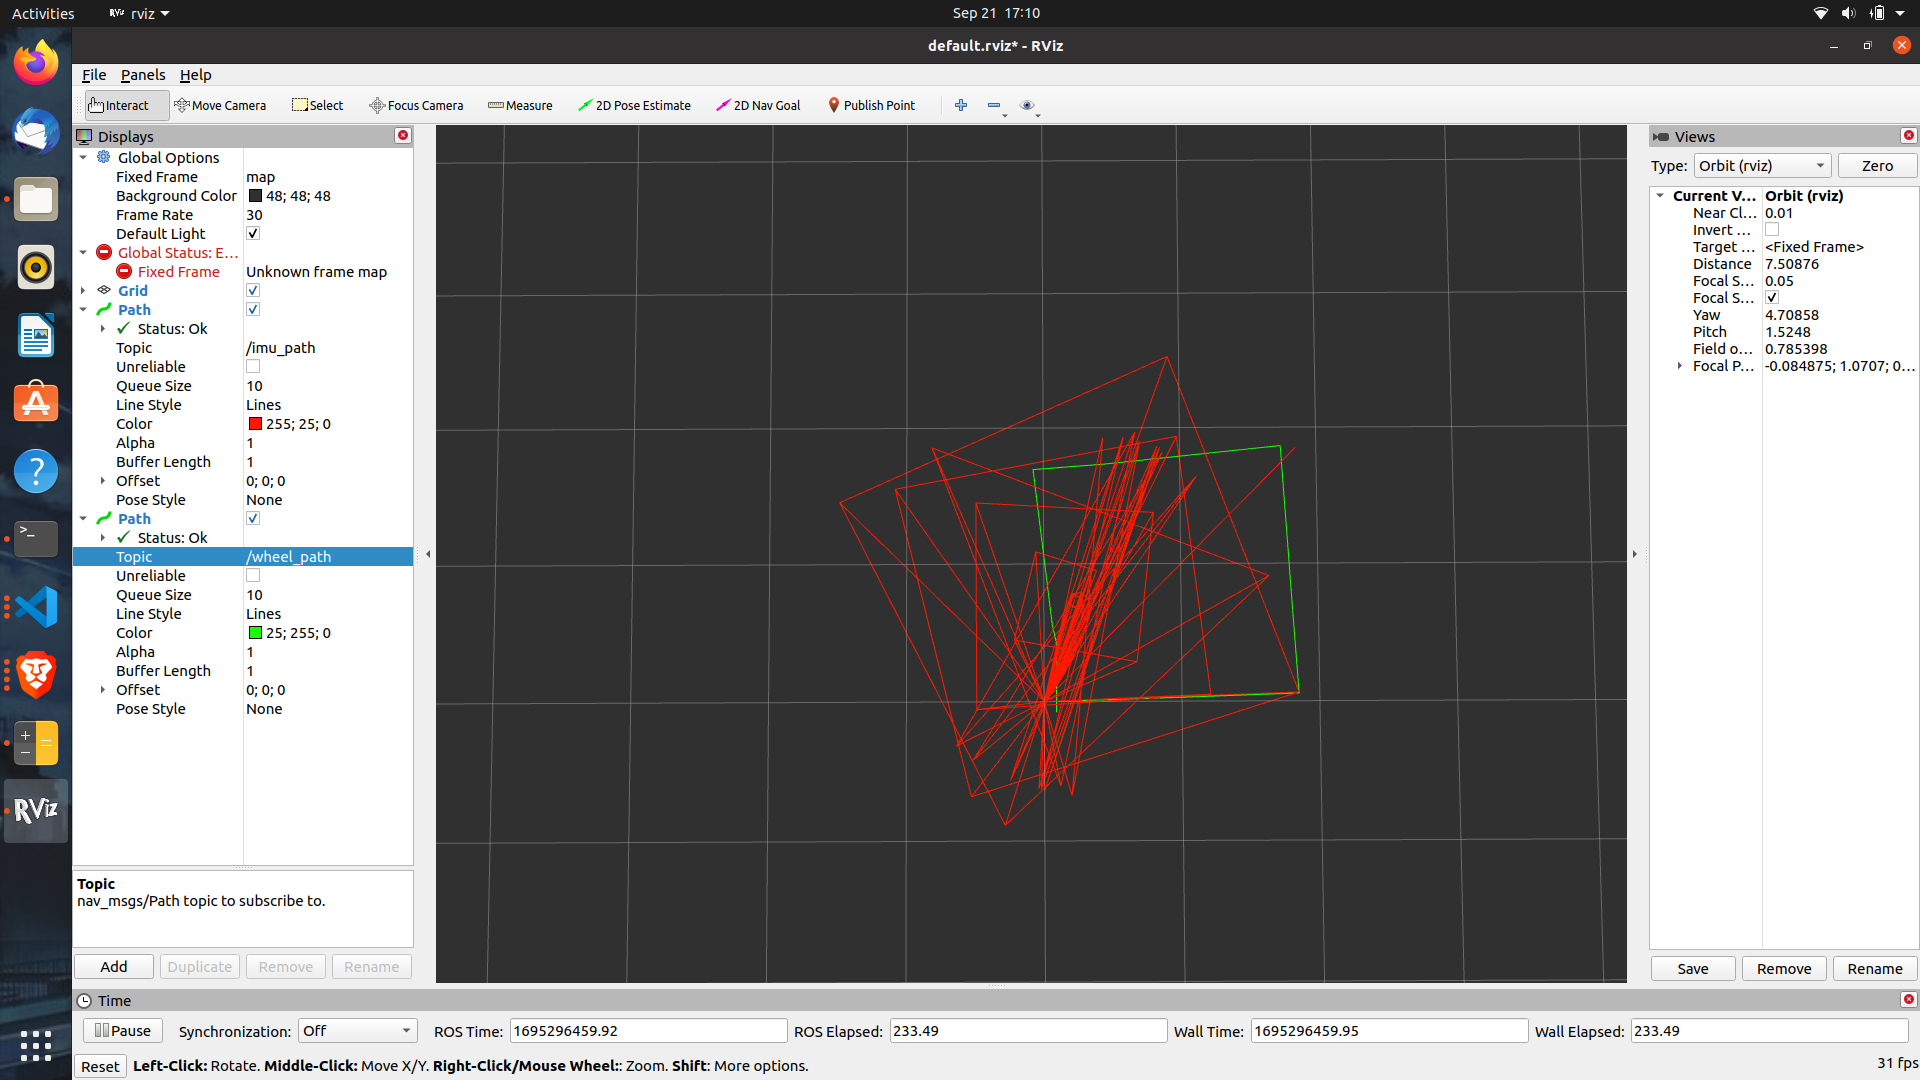 Activities
rviz
Sep 21 17:10
default.rviz* - RViz
File Panels Help
Interact Move Camera Select Focus Camera Measure 2D Pose Estimate 2D Nav Goal Publish Point
Displays
Global Options
Fixed Frame map
Background Color 48; 48; 48
Frame Rate 30
Default Light
Global Status: E...
Fixed Frame Unknown frame map
Grid
Path
Status: Ok
Topic /imu_path
Unreliable
Queue Size 10
Line Style Lines
Color 255; 25; 0
Alpha 1
Buffer Length 1
Offset 0; 0; 0
Pose Style None
Path
Status: Ok
Topic /wheel_path
Unreliable
Queue Size 10
Line Style Lines
Color 25; 255; 0
Alpha 1
Buffer Length 1
Offset 0; 0; 0
Pose Style None
Topic
nav_msgs/Path topic to subscribe to.
Add Duplicate Remove Rename
RViz
Views
Type: Orbit (rviz) Zero
Current V... Orbit (rviz)
Near Cl... 0.01
Invert ...
Target ... <Fixed Frame>
Distance 7.50876
Focal S... 0.05
Focal S...
Yaw 4.70858
Pitch 1.5248
Field o... 0.785398
Focal P... -0.084875; 1.0707; 0...
Save Remove Rename
Time
Pause Synchronization: Off ROS Time: 1695296459.92 ROS Elapsed: 233.49 Wall Time: 1695296459.95 Wall Elapsed: 233.49
Reset Left-Click: Rotate. Middle-Click: Move X/Y. Right-Click/Mouse Wheel:: Zoom. Shift: More options. 31 fps